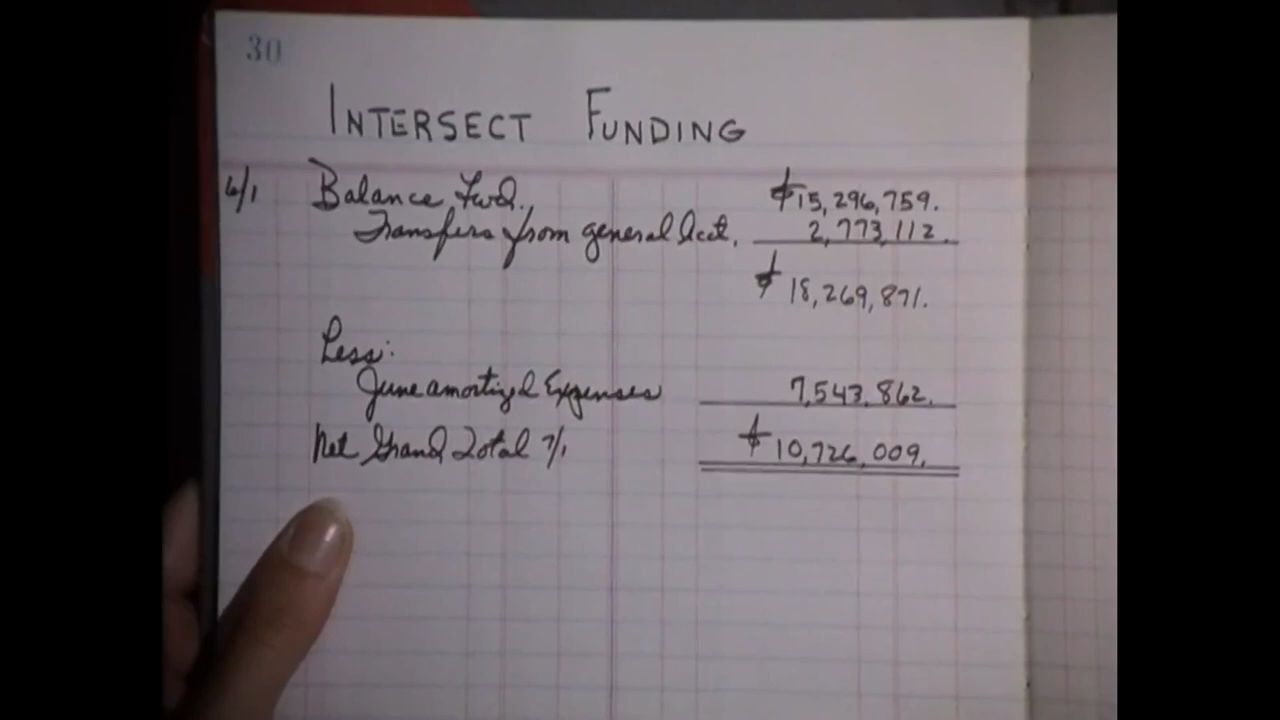 30
INTERSECT FUNDING
6/1 Balance Fwd. $15,296,759.
Transfers from general Acct. 2,773,112.
$18,269,871.
Less:
June amortized Expenses 7,543,862.
Net Grand Total 7/1 $10,726,009.